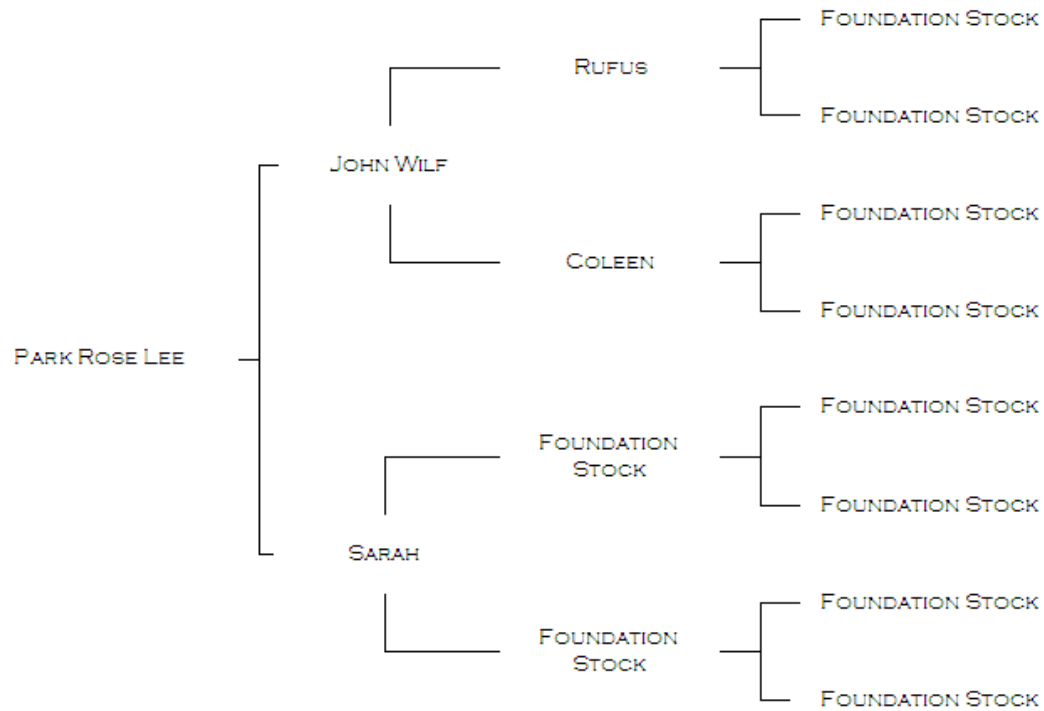 Foundation Stock
Rufus
Foundation Stock
John Wilf
Foundation Stock
Coleen
Foundation Stock
Park Rose Lee
Foundation Stock
Foundation
Stock
Foundation Stock
Sarah
Foundation Stock
Foundation
Stock
Foundation Stock